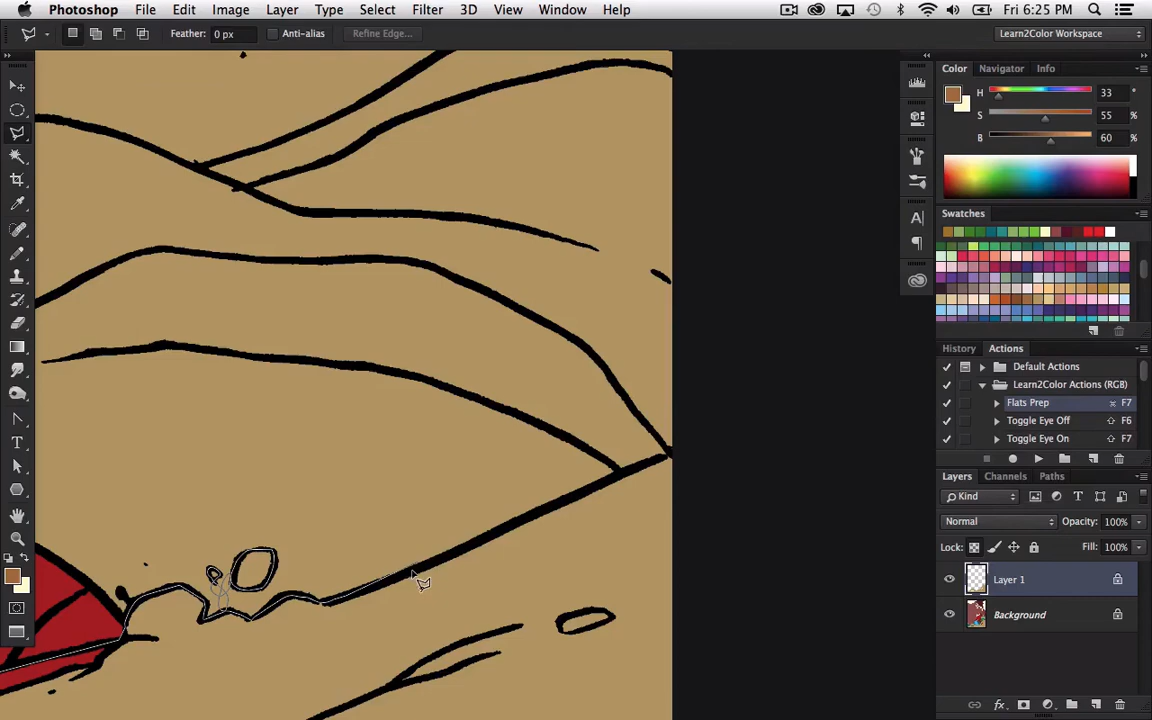 Photoshop File Edit Image Layer Type Select Filter 3D View Window Help Fri 6:25 PM
Feather: 0 px Anti-alias Refine Edge... Learn2Color Workspace
Color Navigator Info
H 33 °
S 55 %
B 60 %
Swatches
A
History Actions
Default Actions
Learn2Color Actions (RGB)
Flats Prep F7
Toggle Eye Off F6
Toggle Eye On F7
Layers Channels Paths
Kind T
Normal Opacity: 100%
Lock: Fill: 100%
Layer 1
Background
T
fx